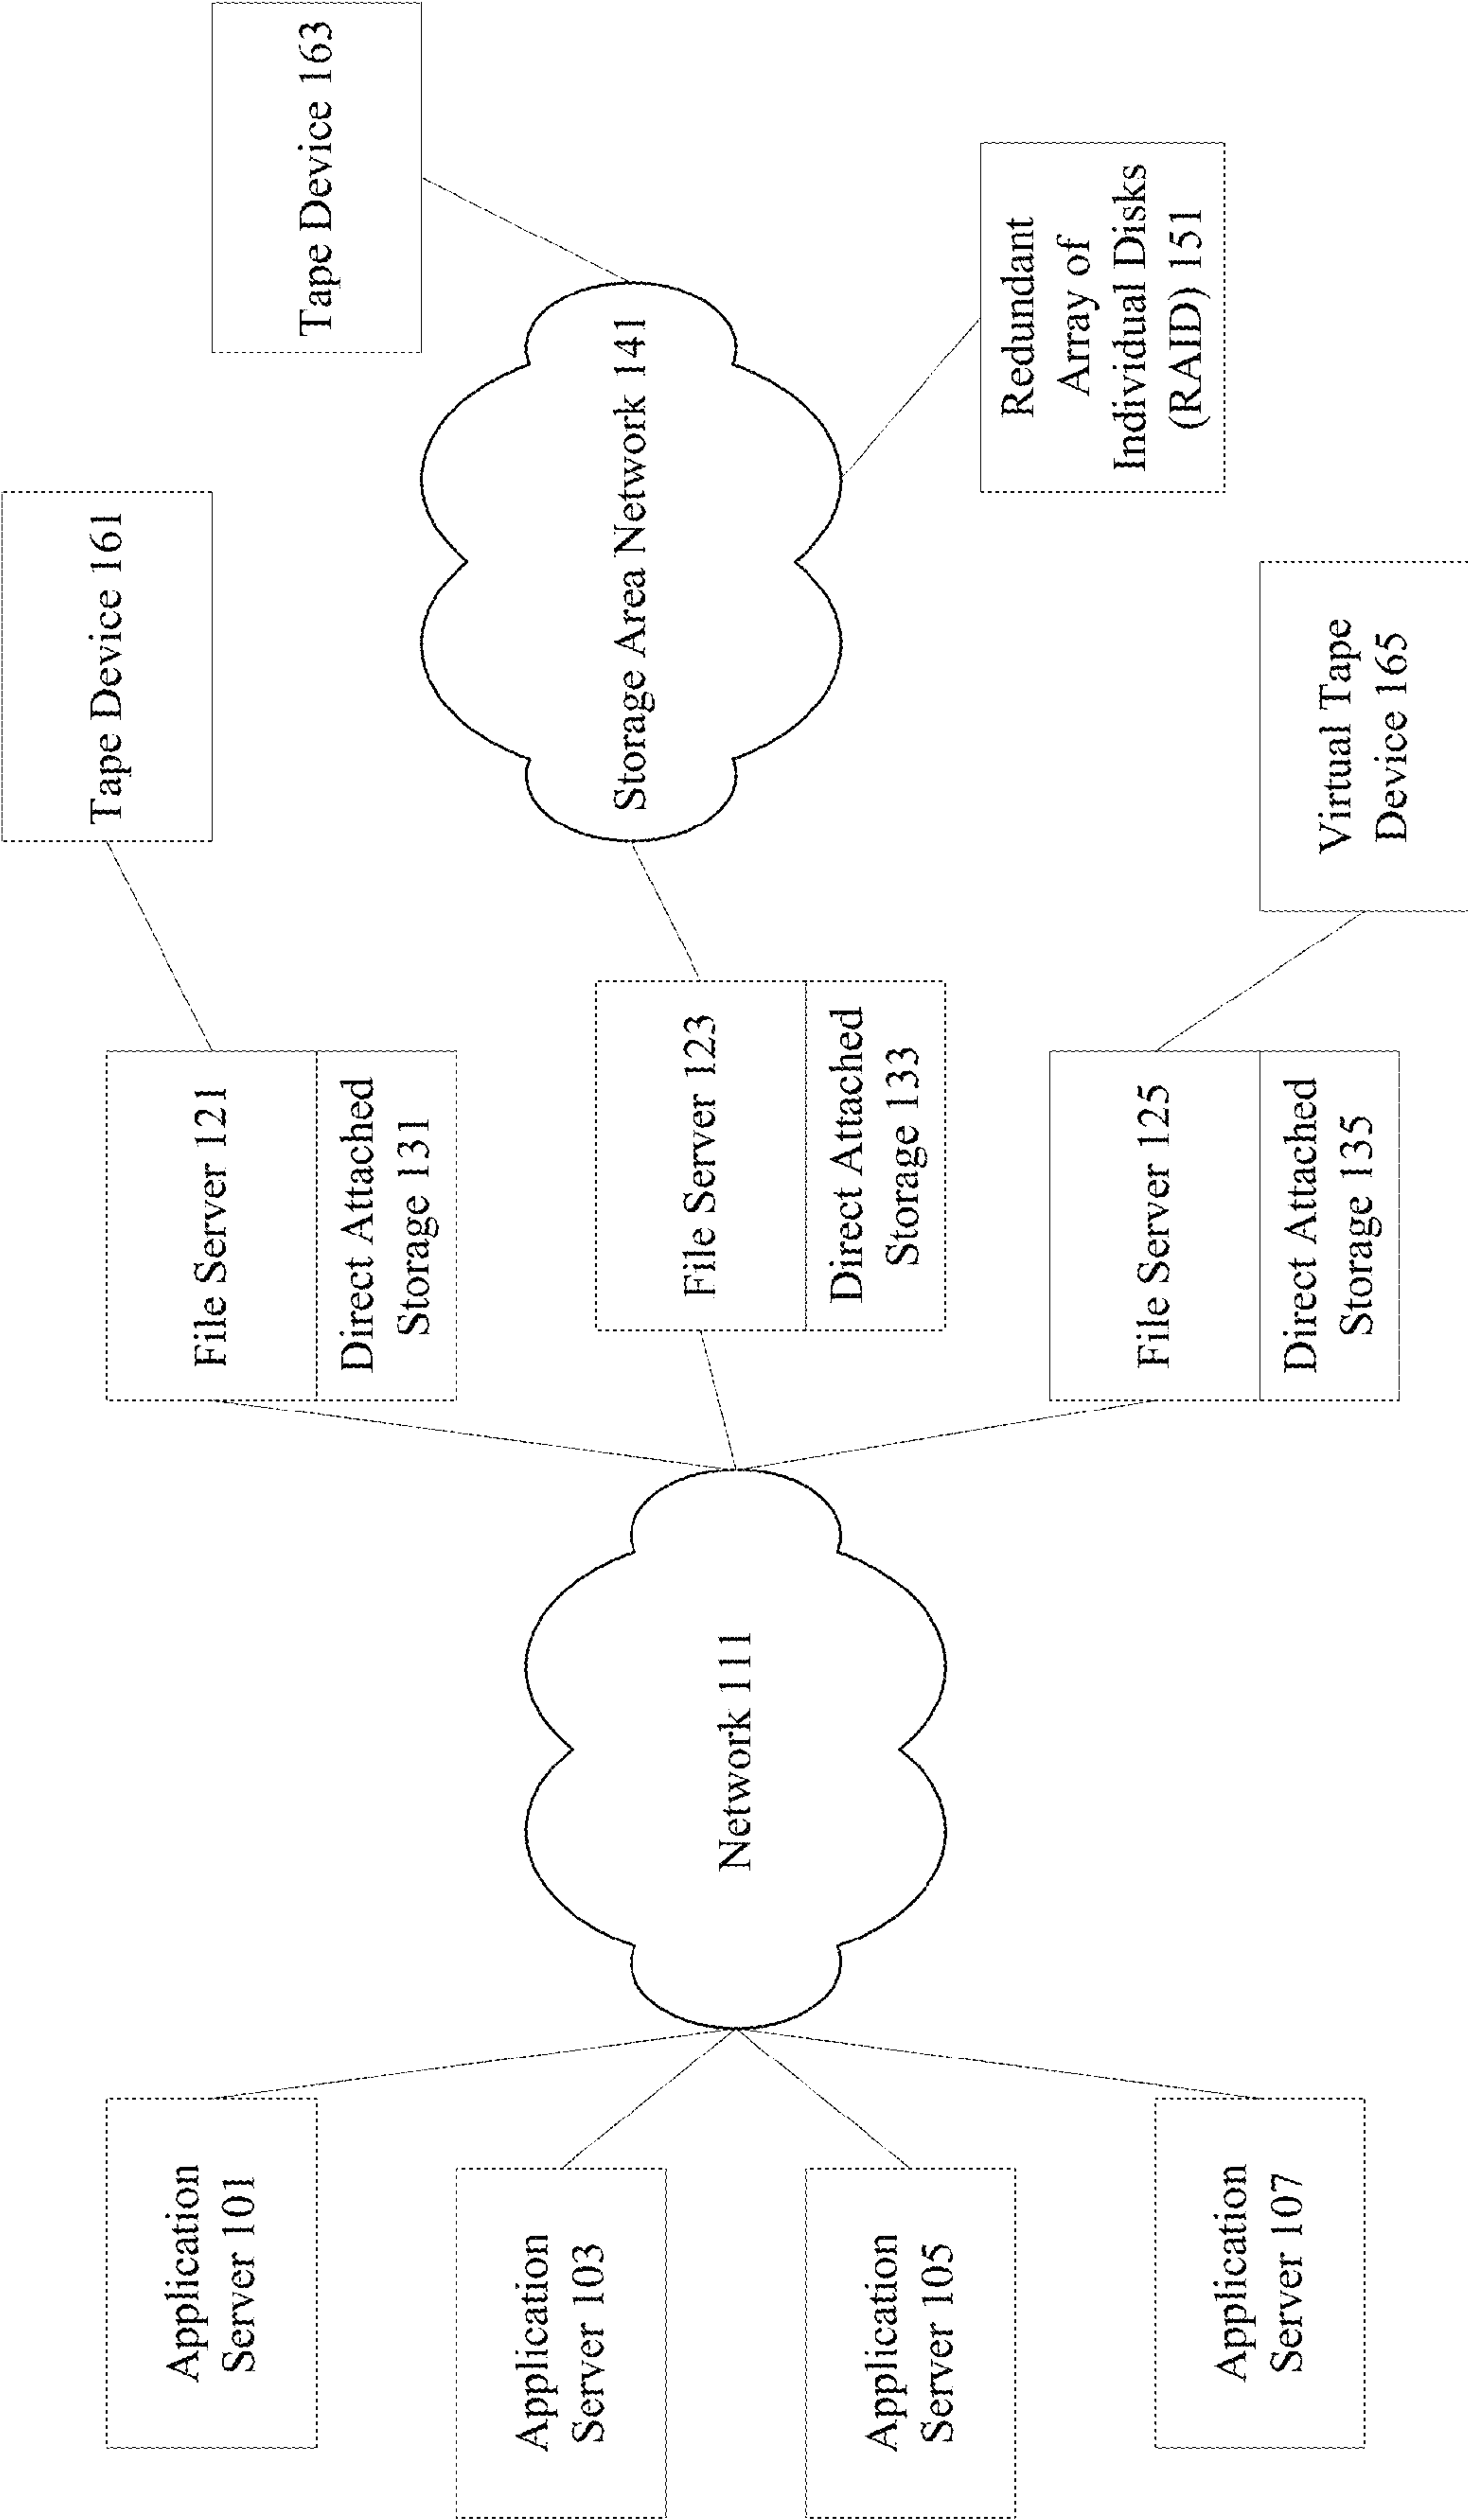 Application
Server 101
Application
Server 103
Application
Server 105
Application
Server 107
Network 111
File Server 121
Direct Attached
Storage 131
File Server 123
Direct Attached
Storage 133
File Server 125
Direct Attached
Storage 135
Tape Device 161
Storage Area Network 141
Virtual Tape
Device 165
Tape Device 163
Redundant
Array of
Individual Disks
(RAID) 151